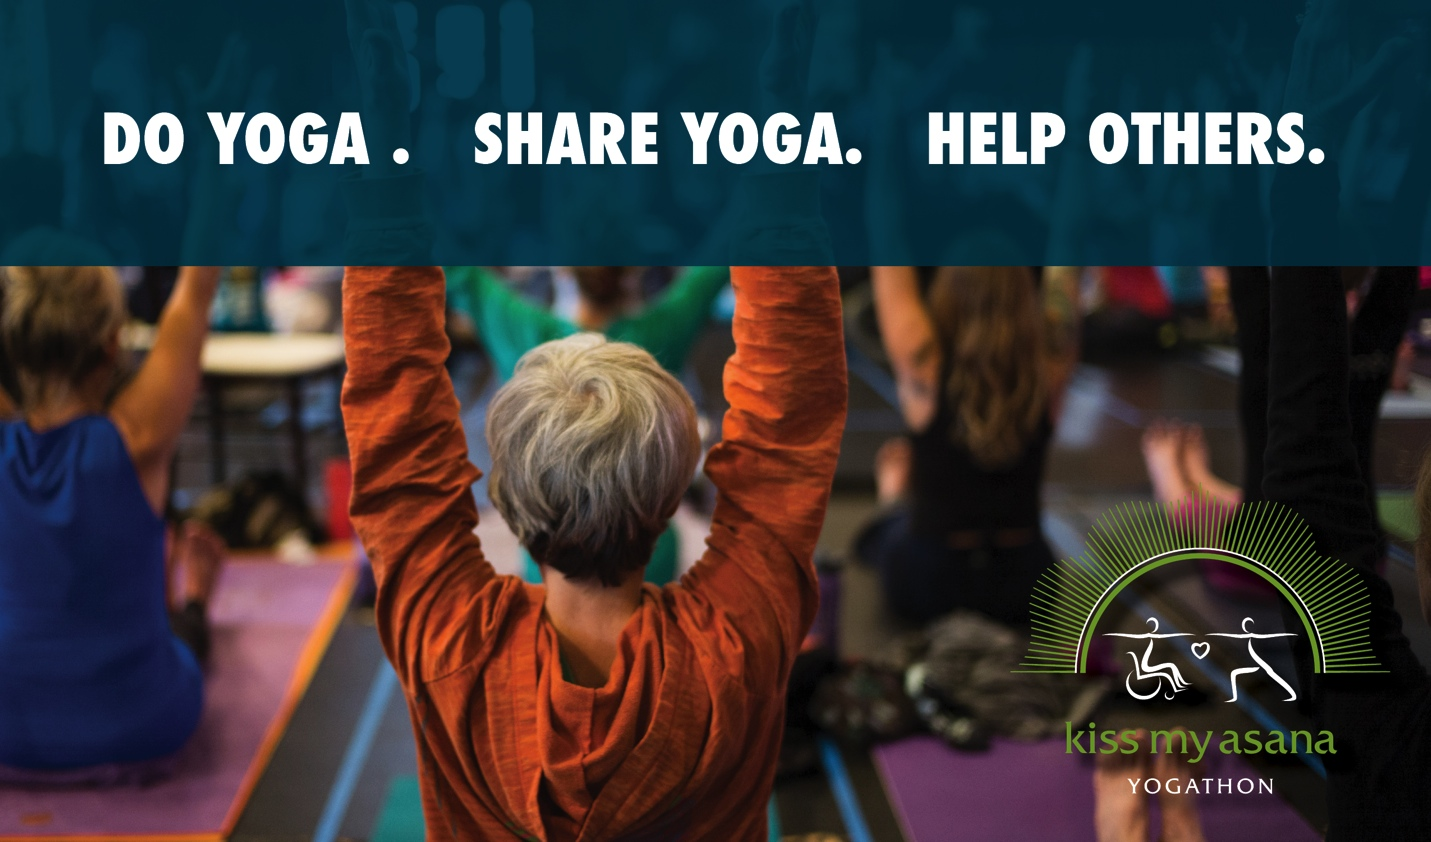 DO YOGA . SHARE YOGA. HELP OTHERS.
kiss my asana
YOGATHON